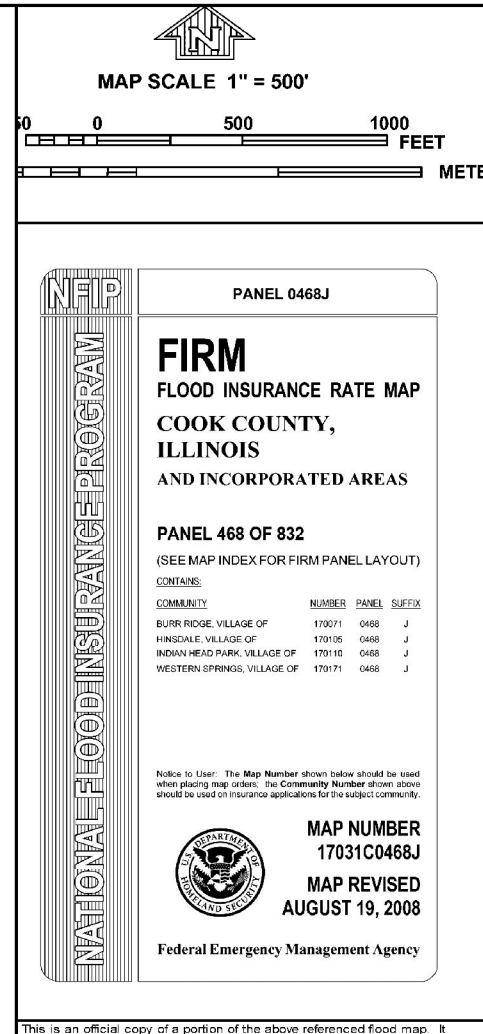 N
MAP SCALE 1" = 500'
0 500 1000
FEET
METE
NFIP
PANEL 0468J
NATIONAL FLOOD INSURANCE PROGRAM
FIRM
FLOOD INSURANCE RATE MAP
COOK COUNTY,
ILLINOIS
AND INCORPORATED AREAS
PANEL 468 OF 832
(SEE MAP INDEX FOR FIRM PANEL LAYOUT)
CONTAINS:
COMMUNITY NUMBER PANEL SUFFIX
BURR RIDGE, VILLAGE OF 170071 0468 J
HINSDALE, VILLAGE OF 170105 0468 J
INDIAN HEAD PARK, VILLAGE OF 170110 0468 J
WESTERN SPRINGS, VILLAGE OF 170171 0468 J
Notice to User: The Map Number shown below should be used
when placing map orders; the Community Number shown above
should be used on insurance applications for the subject community.
U.S. DEPARTMENT OF
HOMELAND SECURITY
MAP NUMBER
17031C0468J
MAP REVISED
AUGUST 19, 2008
Federal Emergency Management Agency
This is an official copy of a portion of the above referenced flood map. It